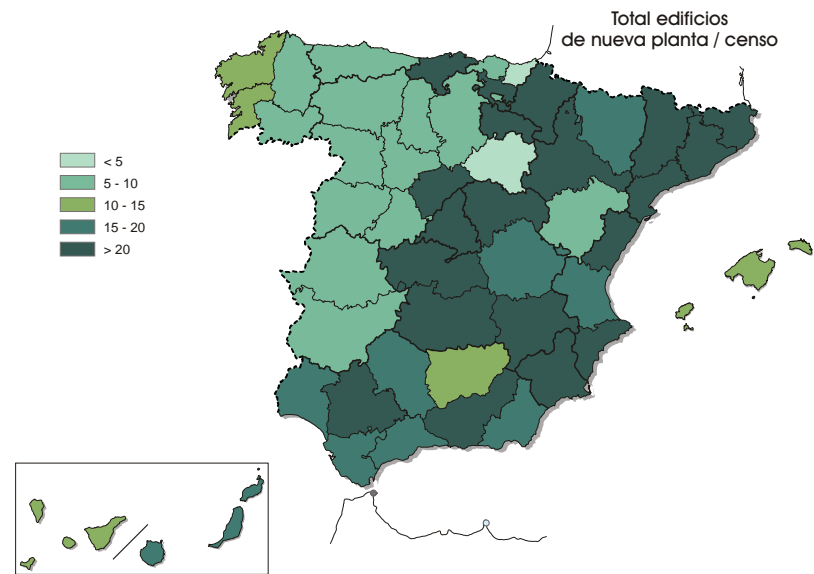 Total edificios
de nueva planta / censo
< 5
5 - 10
10 - 15
15 - 20
> 20